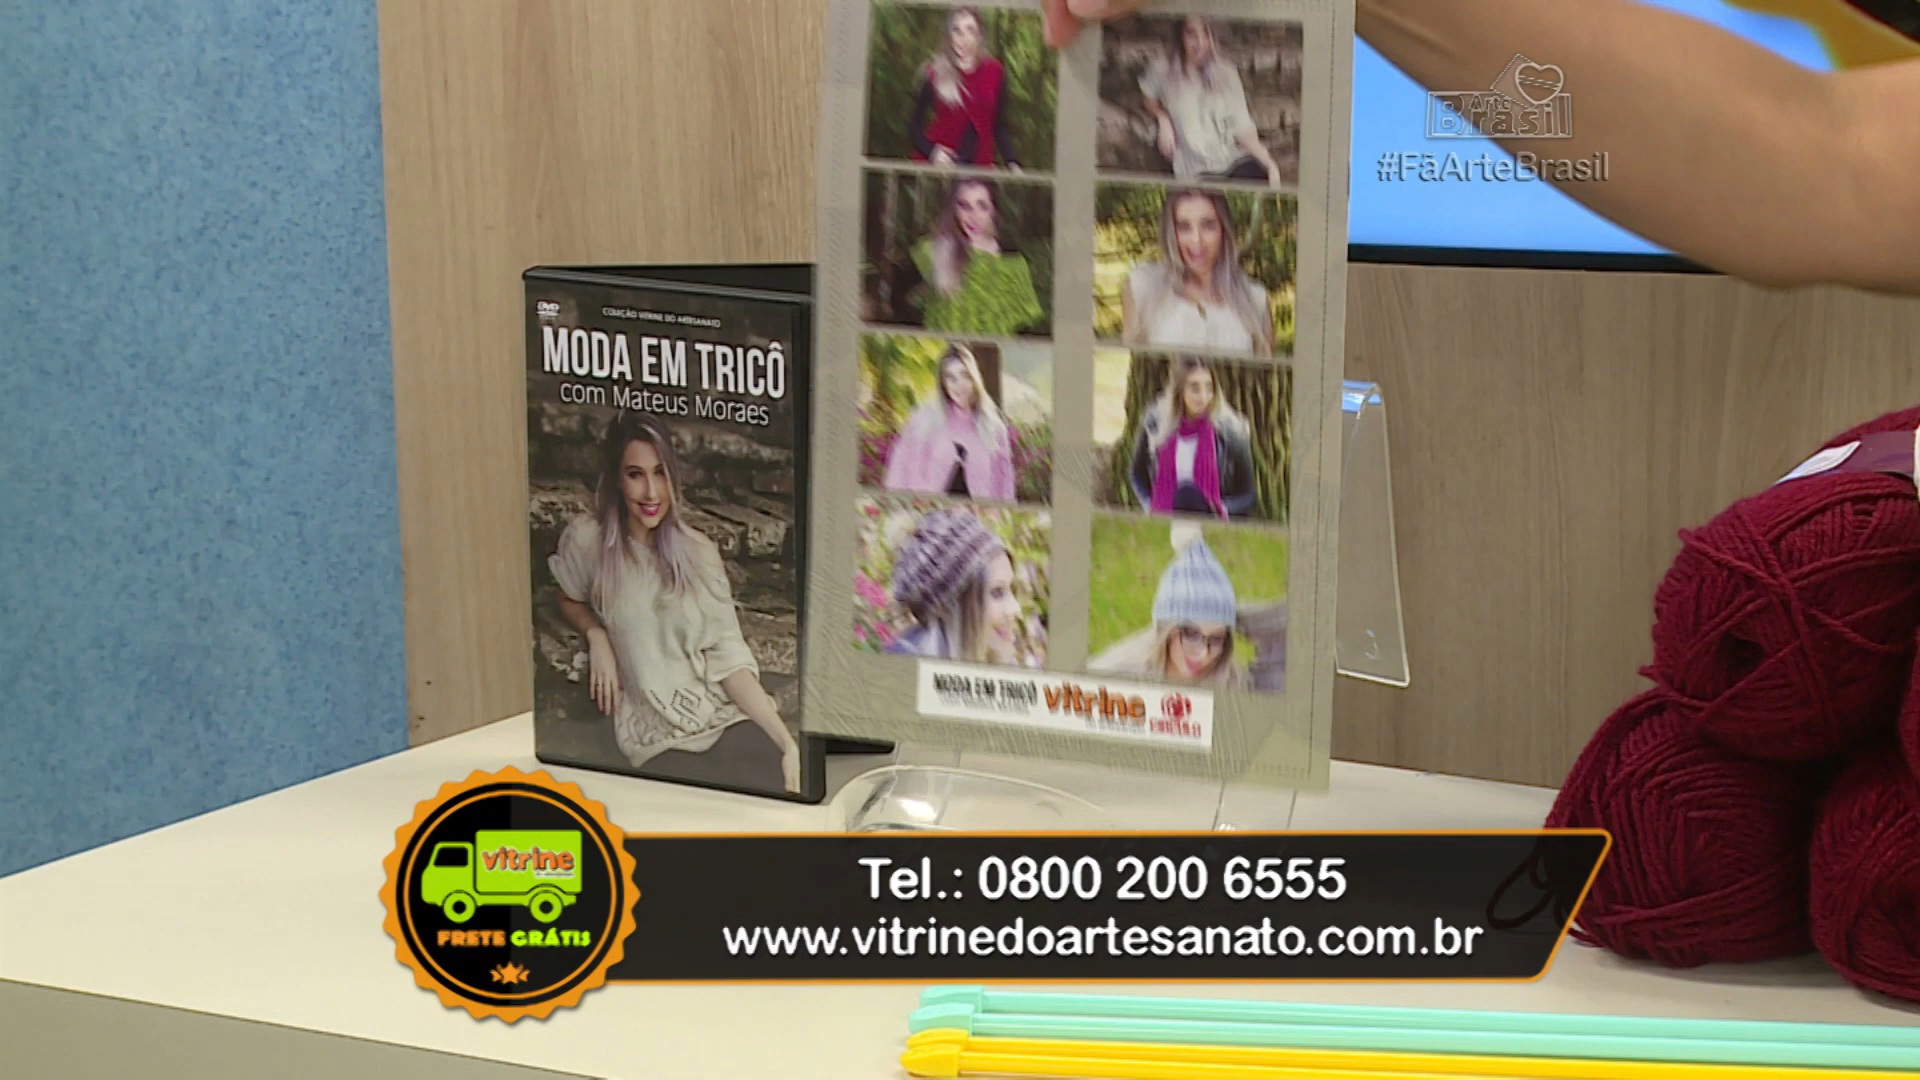 Arte
Brasil
#FãArteBrasil
DVD
COLEÇÃO VITRINE DO ARTESANATO
MODA EM TRICÔ
com Mateus Moraes
MODA EM TRICÔ vitrine
CÍRCULO
vitrine
FRETE GRÁTIS
Tel.: 0800 200 6555
www.vitrinedoartesanato.com.br